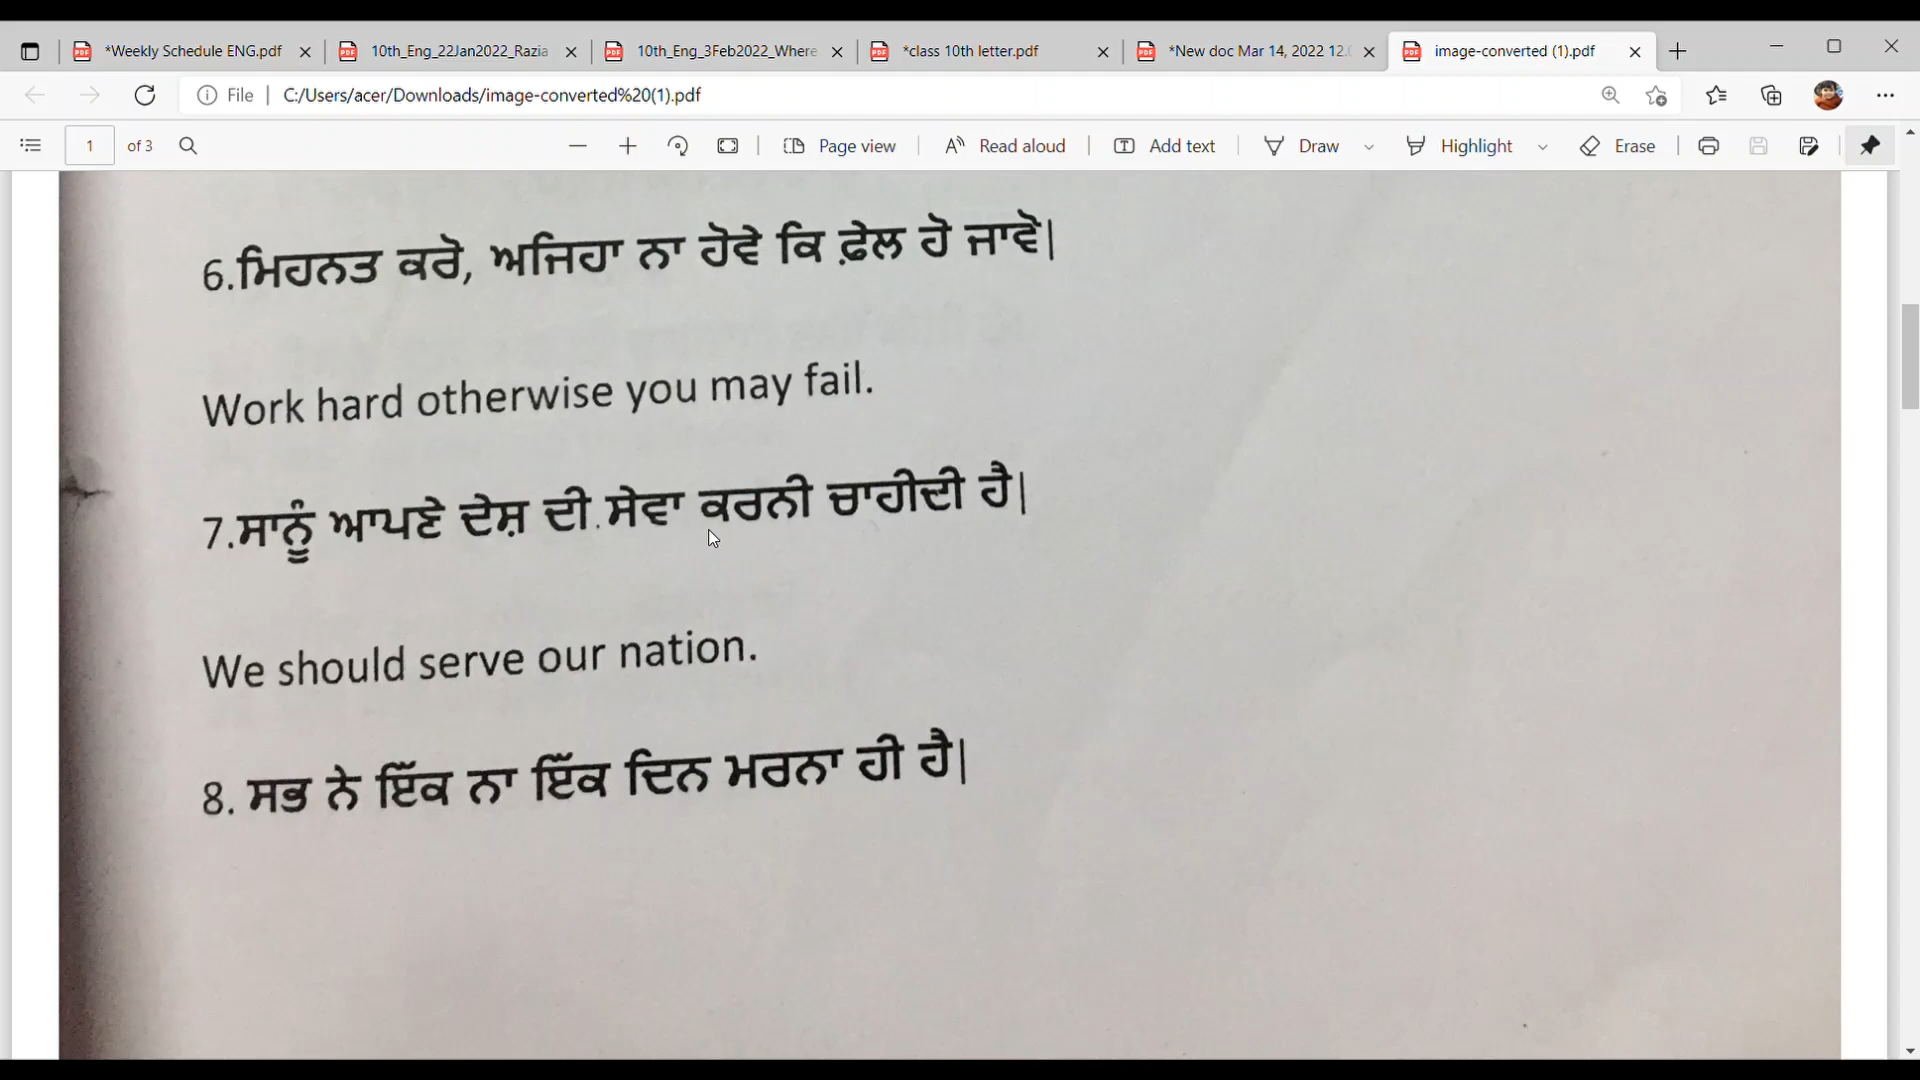 *Weekly Schedule ENG.pdf
10th_Eng_22Jan2022_Razia
10th_Eng_3Feb2022_Where
*class 10th letter.pdf
*New doc Mar 14, 2022 12.
image-converted (1).pdf
File
C:/Users/acer/Downloads/image-converted%20(1).pdf
1 of 3
Page view
Read aloud
Add text
Draw
Highlight
Erase
6.ਮਿਹਨਤ ਕਰੋ, ਅਜਿਹਾ ਨਾ ਹੋਵੇ ਕਿ ਫ਼ੇਲ ਹੋ ਜਾਵੋ|
Work hard otherwise you may fail.
7.ਸਾਨੂੰ ਆਪਣੇ ਦੇਸ਼ ਦੀ ਸੇਵਾ ਕਰਨੀ ਚਾਹੀਦੀ ਹੈ|
We should serve our nation.
8. ਸਭ ਨੇ ਇੱਕ ਨਾ ਇੱਕ ਦਿਨ ਮਰਨਾ ਹੀ ਹੈ|